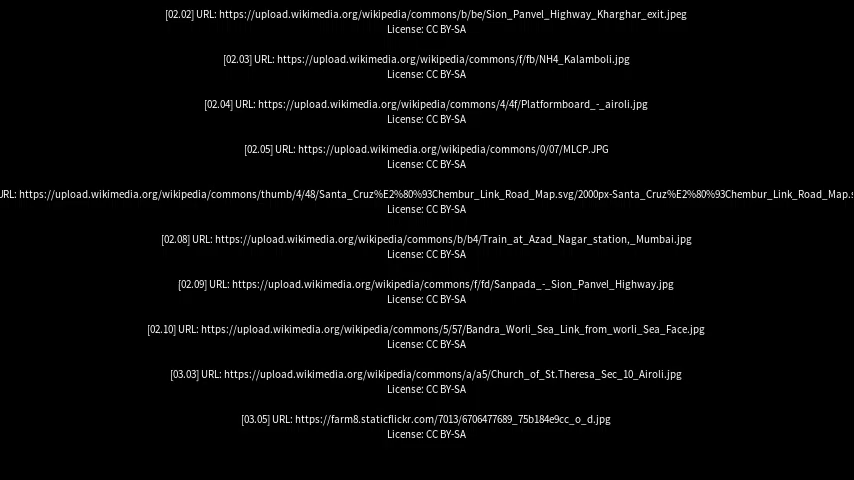 [02.02] URL: https://upload.wikimedia.org/wikipedia/commons/b/be/Sion_Panvel_Highway_Kharghar_exit.jpeg
License: CC BY-SA
[02.03] URL: https://upload.wikimedia.org/wikipedia/commons/f/fb/NH4_Kalamboli.jpg
License: CC BY-SA
[02.04] URL: https://upload.wikimedia.org/wikipedia/commons/4/4f/Platformboard_-_airoli.jpg
License: CC BY-SA
[02.05] URL: https://upload.wikimedia.org/wikipedia/commons/0/07/MLCP.JPG
License: CC BY-SA
URL: https://upload.wikimedia.org/wikipedia/commons/thumb/4/48/Santa_Cruz%E2%80%93Chembur_Link_Road_Map.svg/2000px-Santa_Cruz%E2%80%93Chembur_Link_Road_Map.s
License: CC BY-SA
[02.08] URL: https://upload.wikimedia.org/wikipedia/commons/b/b4/Train_at_Azad_Nagar_station,_Mumbai.jpg
License: CC BY-SA
[02.09] URL: https://upload.wikimedia.org/wikipedia/commons/f/fd/Sanpada_-_Sion_Panvel_Highway.jpg
License: CC BY-SA
[02.10] URL: https://upload.wikimedia.org/wikipedia/commons/5/57/Bandra_Worli_Sea_Link_from_worli_Sea_Face.jpg
License: CC BY-SA
[03.03] URL: https://upload.wikimedia.org/wikipedia/commons/a/a5/Church_of_St.Theresa_Sec_10_Airoli.jpg
License: CC BY-SA
[03.05] URL: https://farm8.staticflickr.com/7013/6706477689_75b184e9cc_o_d.jpg
License: CC BY-SA